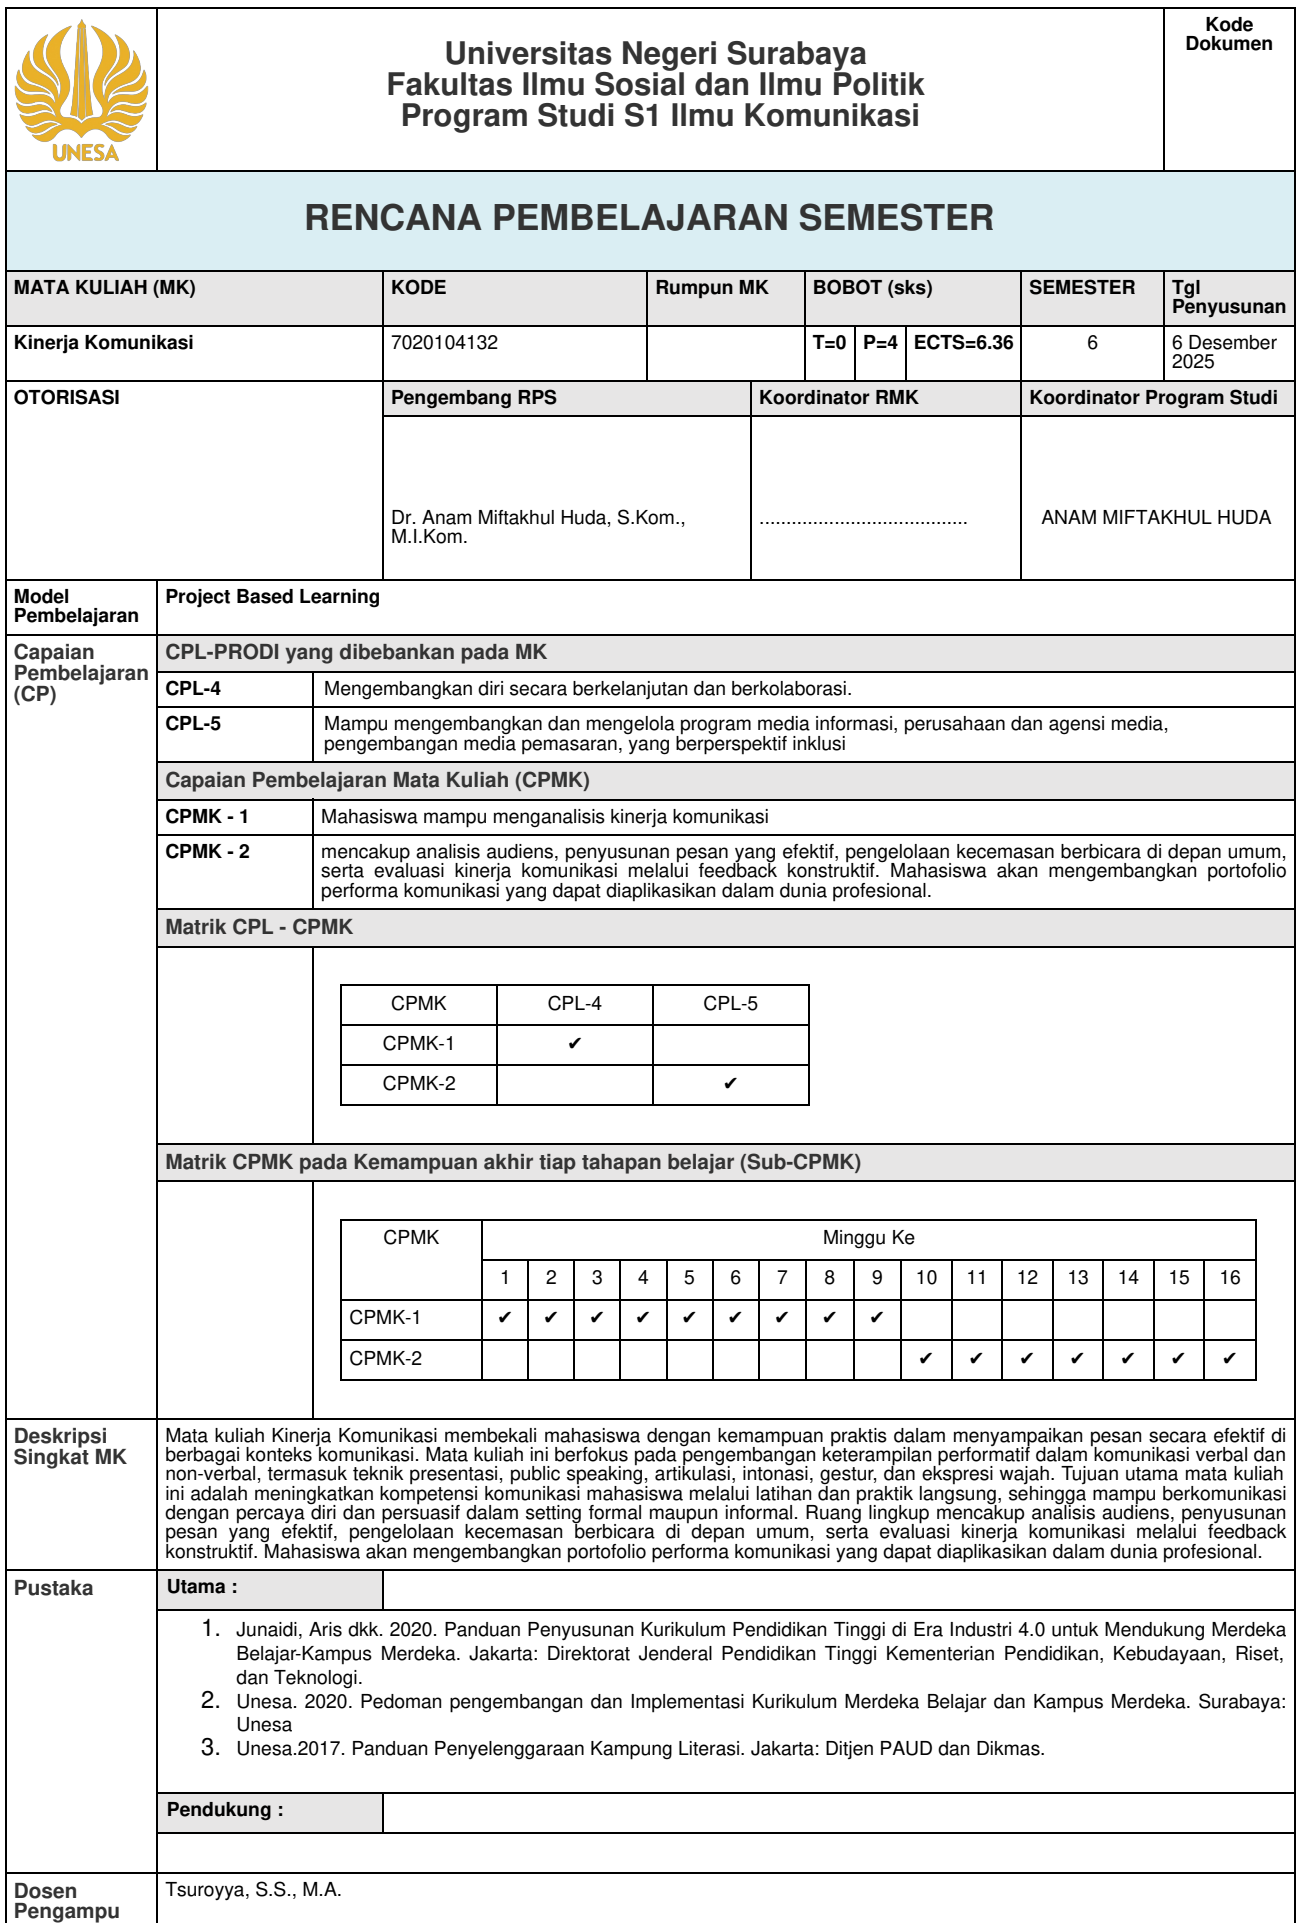 UNESA
Universitas Negeri Surabaya
Fakultas Ilmu Sosial dan Ilmu Politik
Program Studi S1 Ilmu Komunikasi
Kode
Dokumen
RENCANA PEMBELAJARAN SEMESTER
MATA KULIAH (MK) KODE Rumpun MK BOBOT (sks) SEMESTER Tgl
Penyusunan
Kinerja Komunikasi 7020104132 T=0 P=4 ECTS=6.36 6 6 Desember
2025
OTORISASI Pengembang RPS Koordinator RMK Koordinator Program Studi
Dr. Anam Miftakhul Huda, S.Kom.,
M.I.Kom.
....................................... ANAM MIFTAKHUL HUDA
Model
Pembelajaran
Project Based Learning
Capaian
Pembelajaran
(CP)
CPL-PRODI yang dibebankan pada MK
CPL-4 Mengembangkan diri secara berkelanjutan dan berkolaborasi.
CPL-5 Mampu mengembangkan dan mengelola program media informasi, perusahaan dan agensi media,
pengembangan media pemasaran, yang berperspektif inklusi
Capaian Pembelajaran Mata Kuliah (CPMK)
CPMK - 1 Mahasiswa mampu menganalisis kinerja komunikasi
CPMK - 2 mencakup analisis audiens, penyusunan pesan yang efektif, pengelolaan kecemasan berbicara di depan umum,
serta evaluasi kinerja komunikasi melalui feedback konstruktif. Mahasiswa akan mengembangkan portofolio
performa komunikasi yang dapat diaplikasikan dalam dunia profesional.
Matrik CPL - CPMK
CPMK CPL-4 CPL-5
CPMK-1 ✔
CPMK-2 ✔
Matrik CPMK pada Kemampuan akhir tiap tahapan belajar (Sub-CPMK)
CPMK Minggu Ke
1 2 3 4 5 6 7 8 9 10 11 12 13 14 15 16
CPMK-1 ✔ ✔ ✔ ✔ ✔ ✔ ✔ ✔ ✔
CPMK-2 ✔ ✔ ✔ ✔ ✔ ✔ ✔
Deskripsi
Singkat MK
Mata kuliah Kinerja Komunikasi membekali mahasiswa dengan kemampuan praktis dalam menyampaikan pesan secara efektif di
berbagai konteks komunikasi. Mata kuliah ini berfokus pada pengembangan keterampilan performatif dalam komunikasi verbal dan
non-verbal, termasuk teknik presentasi, public speaking, artikulasi, intonasi, gestur, dan ekspresi wajah. Tujuan utama mata kuliah
ini adalah meningkatkan kompetensi komunikasi mahasiswa melalui latihan dan praktik langsung, sehingga mampu berkomunikasi
dengan percaya diri dan persuasif dalam setting formal maupun informal. Ruang lingkup mencakup analisis audiens, penyusunan
pesan yang efektif, pengelolaan kecemasan berbicara di depan umum, serta evaluasi kinerja komunikasi melalui feedback
konstruktif. Mahasiswa akan mengembangkan portofolio performa komunikasi yang dapat diaplikasikan dalam dunia profesional.
Pustaka Utama :
1. Junaidi, Aris dkk. 2020. Panduan Penyusunan Kurikulum Pendidikan Tinggi di Era Industri 4.0 untuk Mendukung Merdeka
Belajar-Kampus Merdeka. Jakarta: Direktorat Jenderal Pendidikan Tinggi Kementerian Pendidikan, Kebudayaan, Riset,
dan Teknologi.
2. Unesa. 2020. Pedoman pengembangan dan Implementasi Kurikulum Merdeka Belajar dan Kampus Merdeka. Surabaya:
Unesa
3. Unesa.2017. Panduan Penyelenggaraan Kampung Literasi. Jakarta: Ditjen PAUD dan Dikmas.
Pendukung :
Dosen
Pengampu
Tsuroyya, S.S., M.A.